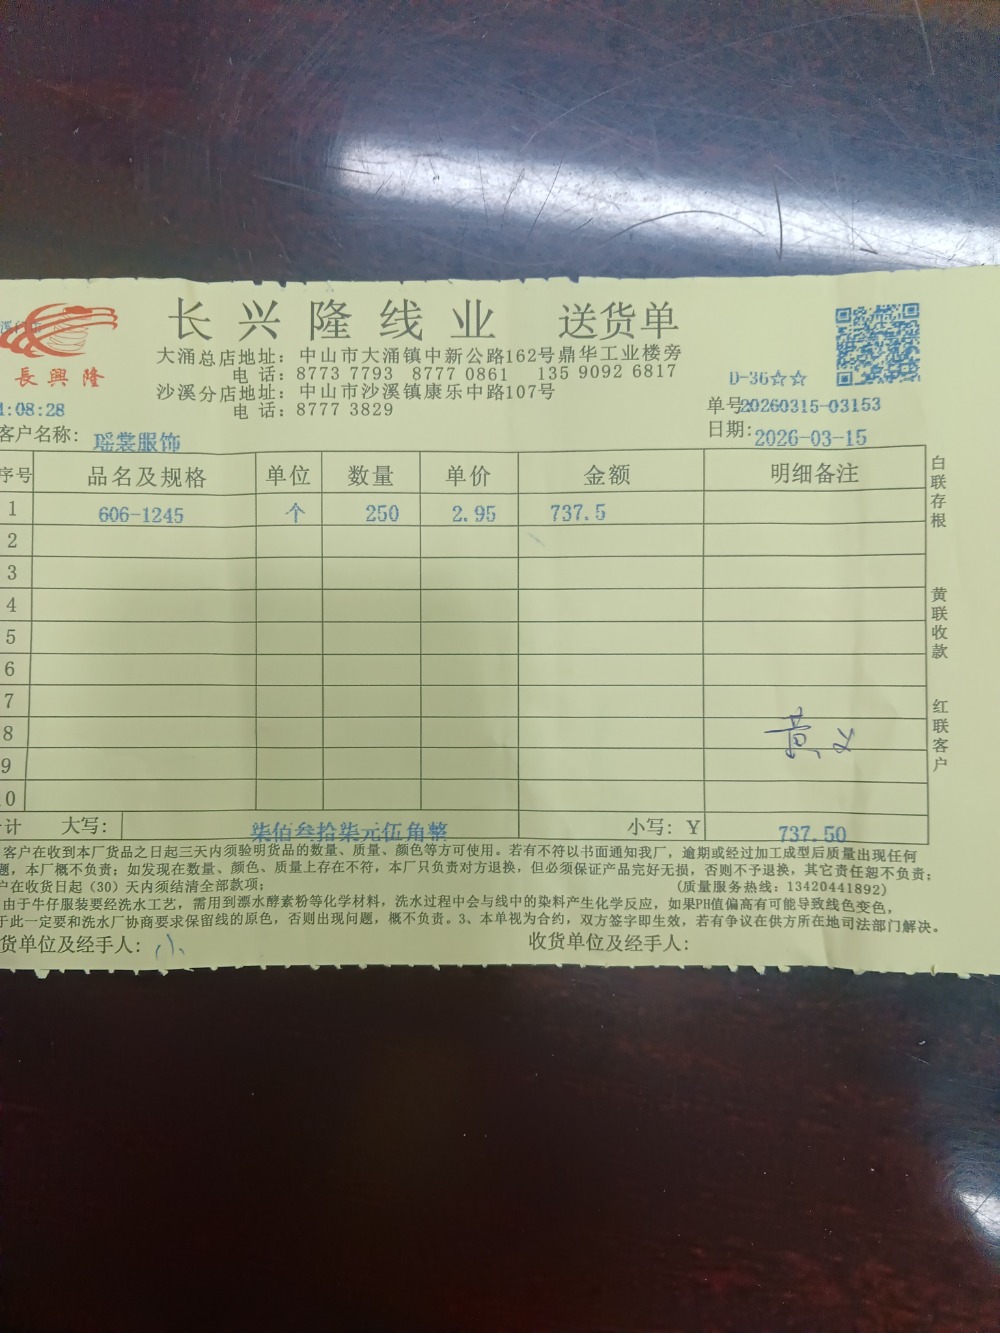 长兴隆线业 送货单
大涌总店地址：中山市大涌镇中新公路162号鼎华工业楼旁
电 话：8773 7793 8777 0861 135 9092 6817
沙溪分店地址：中山市沙溪镇康乐中路107号
电 话：8777 3829
長興隆
D-36☆☆
:08:28
单号20260315-03153
客户名称：瑶裳服饰
日期：2026-03-15
序号 品名及规格 单位 数量 单价 金额 明细备注
1 606-1245 个 250 2.95 737.5
2
3
4
5
6
7
8
9
0
黄
计 大写： 柒佰叁拾柒元伍角整 小写：Y 737.50
白联存根
黄联收款
红联客户
客户在收到本厂货品之日起三天内须验明货品的数量、质量、颜色等方可使用。若有不符以书面通知我厂，逾期或经过加工成型后质量出现任何
题，本厂概不负责；如发现在数量、颜色、质量上存在不符，本厂只负责对方退换，但必须保证产品完好无损，否则不予退换，其它责任恕不负责；
户在收货日起（30）天内须结清全部款项； (质量服务热线：13420441892)
由于牛仔服装要经洗水工艺，需用到漂水酵素粉等化学材料，洗水过程中会与线中的染料产生化学反应，如果PH值偏高有可能导致线色变色，
于此一定要和洗水厂协商要求保留线的原色，否则出现问题，概不负责。3、本单视为合约，双方签字即生效，若有争议在供方所在地司法部门解决。
货单位及经手人： 小 收货单位及经手人：